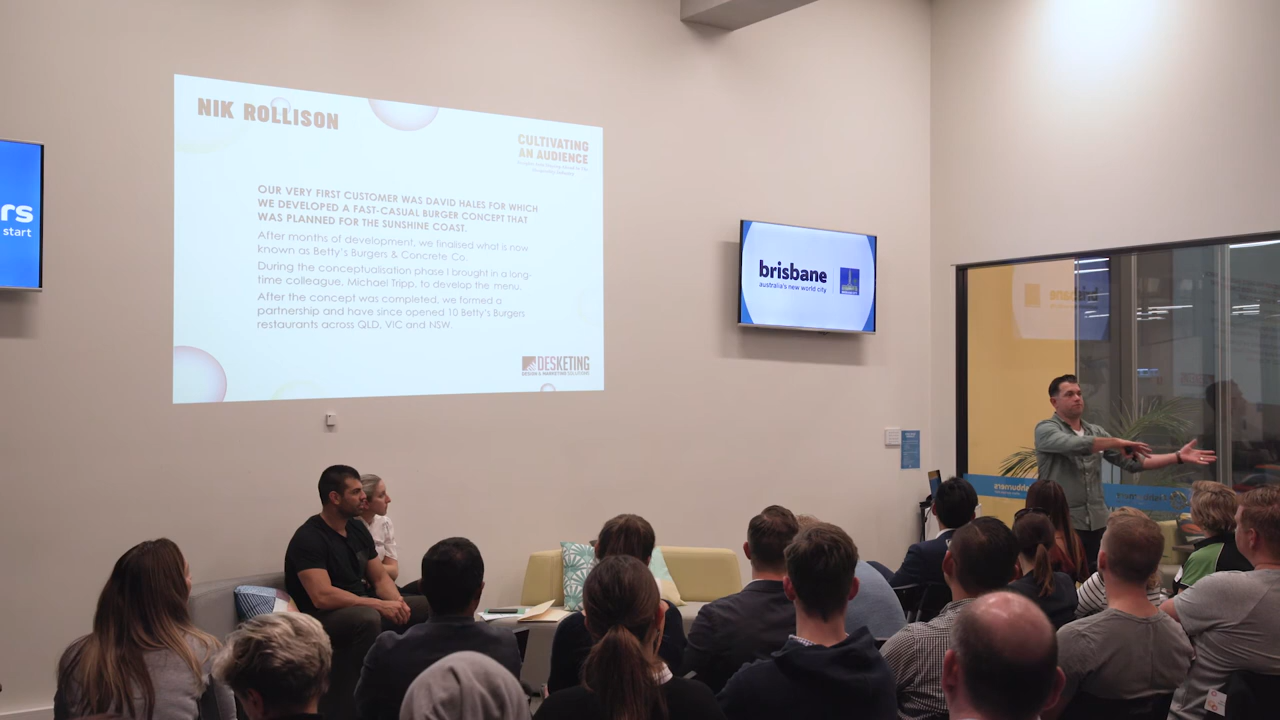 rs
start
NIK ROLLISON
CULTIVATING
AN AUDIENCE
OUR VERY FIRST CUSTOMER WAS DAVID HALES FOR WHICH
WE DEVELOPED A FAST-CASUAL BURGER CONCEPT THAT
WAS PLANNED FOR THE SUNSHINE COAST.
After months of development, we finalised what is now
known as Betty's Burgers & Concrete Co.
During the conceptualisation phase I brought in a long-
time colleague, Michael Tripp, to develop the menu.
After the concept was completed, we formed a
partnership and have since opened 10 Betty's Burgers
restaurants across QLD, VIC and NSW.
DESKETING
DESIGN & MARKETING SOLUTIONS
brisbane
australia's new world city